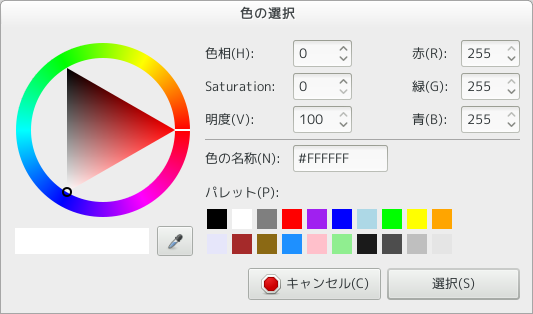 色の選択
色相(H): 0 赤(R): 255
Saturation: 0 緑(G): 255
明度(V): 100 青(B): 255
色の名称(N): #FFFFFF
パレット(P):
キャンセル(C) 選択(S)